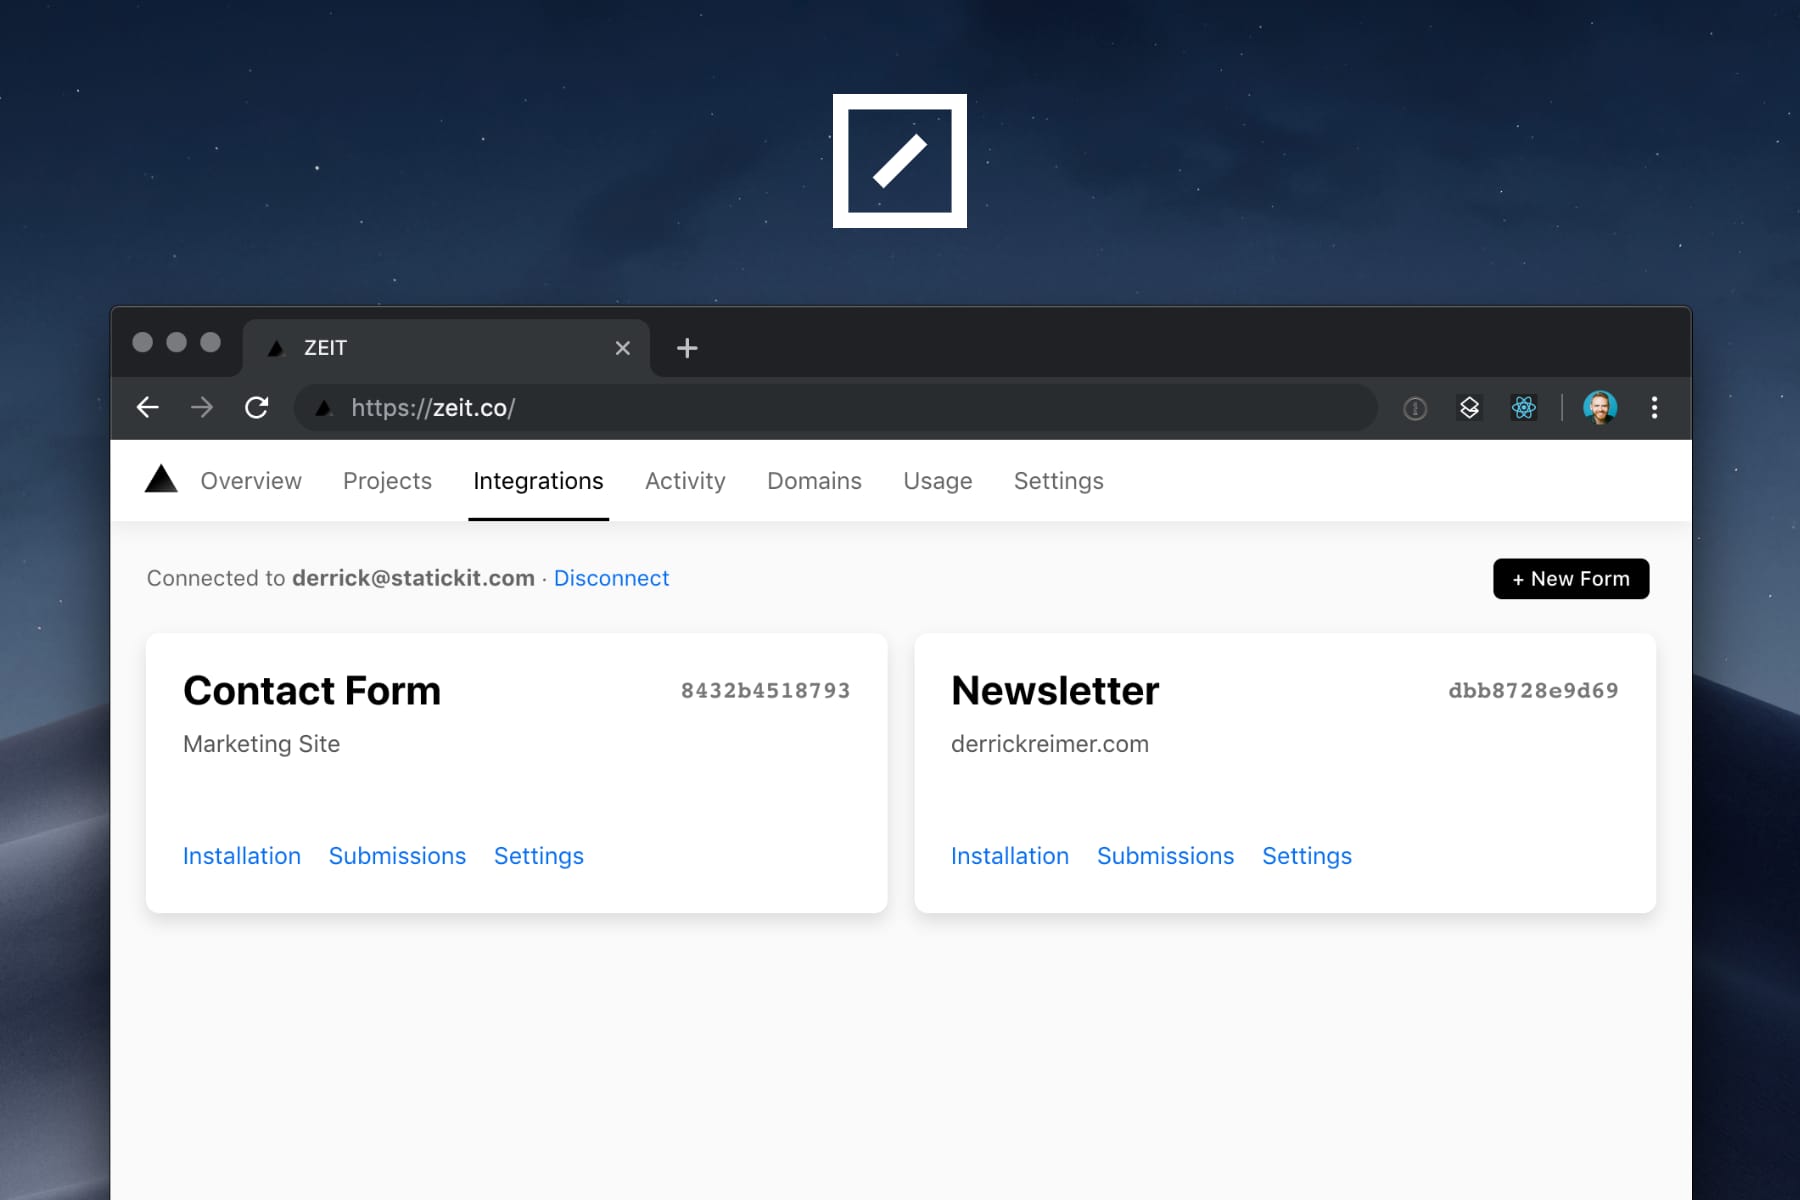 ZEIT
https://zeit.co/
Overview Projects Integrations Activity Domains Usage Settings
Connected to derrick@statickit.com · Disconnect
+ New Form
Contact Form 8432b4518793
Marketing Site
Installation Submissions Settings
Newsletter dbb8728e9d69
derrickreimer.com
Installation Submissions Settings